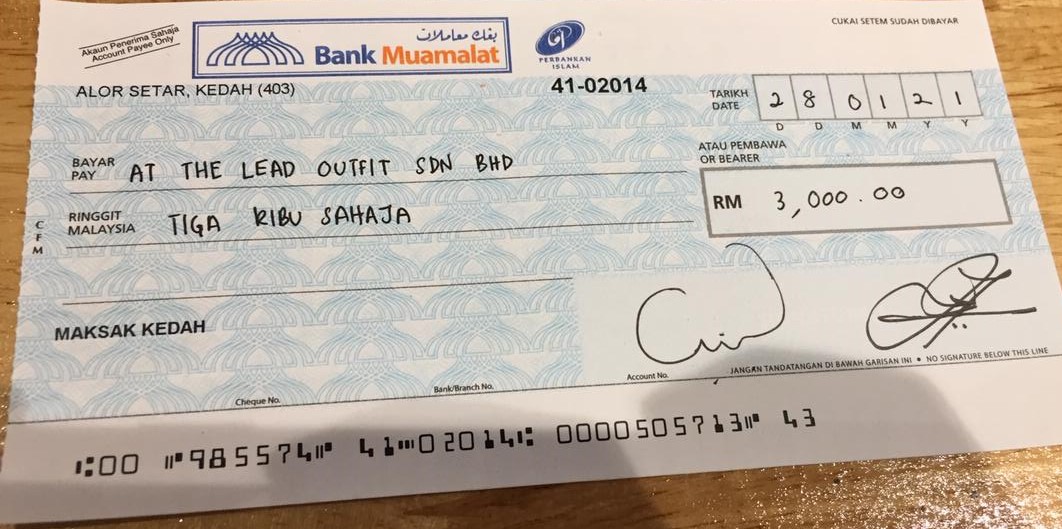 Akaun Penerima Sahaja
Account Payee Only
بنك معاملات
Bank Muamalat
PERBANKAN
ISLAM
CUKAI SETEM SUDAH DIBAYAR
ALOR SETAR, KEDAH (403)
41-02014
TARIKH
DATE
2 8 0 1 2 1
D D M M Y Y
BAYAR
PAY
AT THE LEAD OUTFIT SDN BHD
ATAU PEMBAWA
OR BEARER
RINGGIT
MALAYSIA
TIGA RIBU SAHAJA
RM 3,000.00
C
F
M
MAKSAK KEDAH
JANGAN TANDATANGAN DI BAWAH GARISAN INI • NO SIGNATURE BELOW THIS LINE
Cheque No.
Bank/Branch No.
Account No.
⑆00 ⑈985574⑈ 41⑉02014⑆ 0000505713⑈ 43